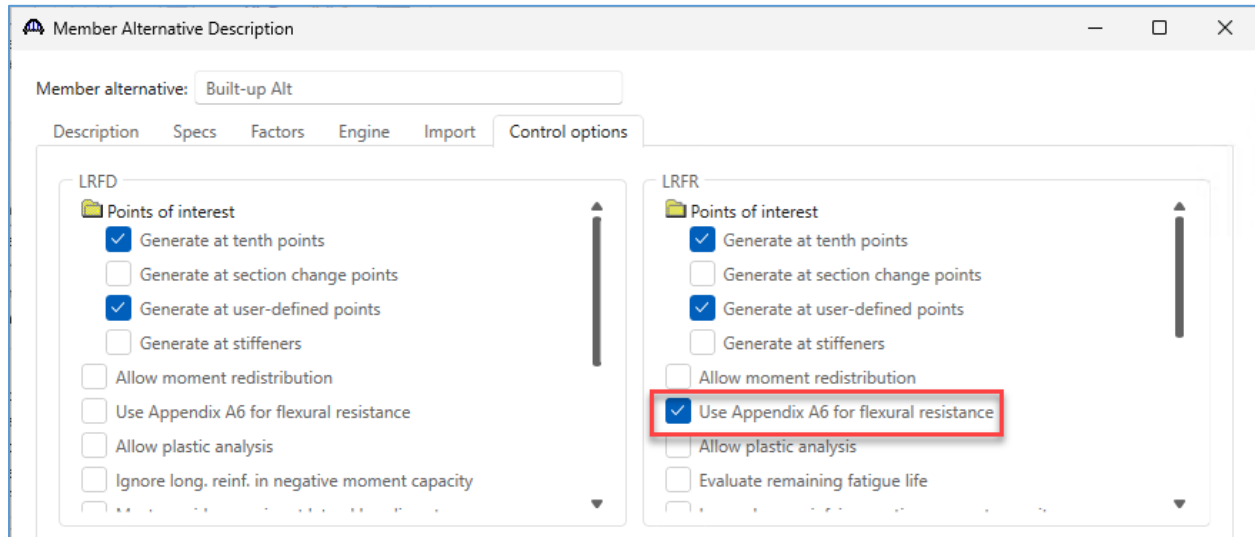 Member Alternative Description
Member alternative: Built-up Alt
Description Specs Factors Engine Import Control options
LRFD
Points of interest
Generate at tenth points
Generate at section change points
Generate at user-defined points
Generate at stiffeners
Allow moment redistribution
Use Appendix A6 for flexural resistance
Allow plastic analysis
Ignore long. reinf. in negative moment capacity
LRFR
Points of interest
Generate at tenth points
Generate at section change points
Generate at user-defined points
Generate at stiffeners
Allow moment redistribution
Use Appendix A6 for flexural resistance
Allow plastic analysis
Evaluate remaining fatigue life